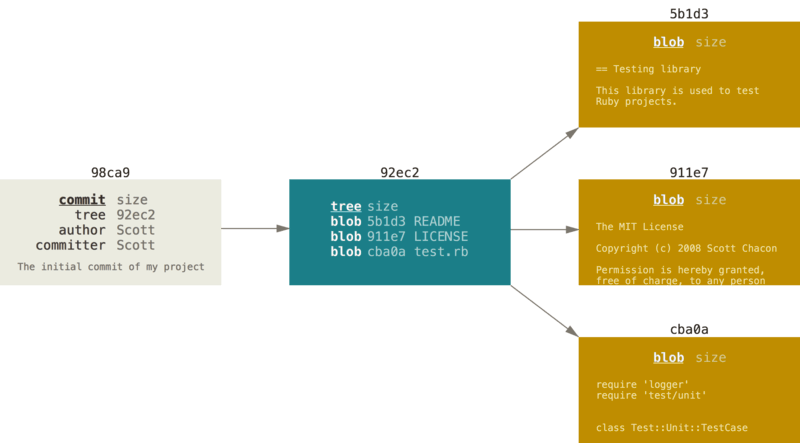 98ca9
commit size
tree 92ec2
author Scott
committer Scott
The initial commit of my project
92ec2
tree size
blob 5b1d3 README
blob 911e7 LICENSE
blob cba0a test.rb
5b1d3
blob size
== Testing library
This library is used to test
Ruby projects.
911e7
blob size
The MIT License
Copyright (c) 2008 Scott Chacon
Permission is hereby granted,
free of charge, to any person
cba0a
blob size
require 'logger'
require 'test/unit'
class Test::Unit::TestCase